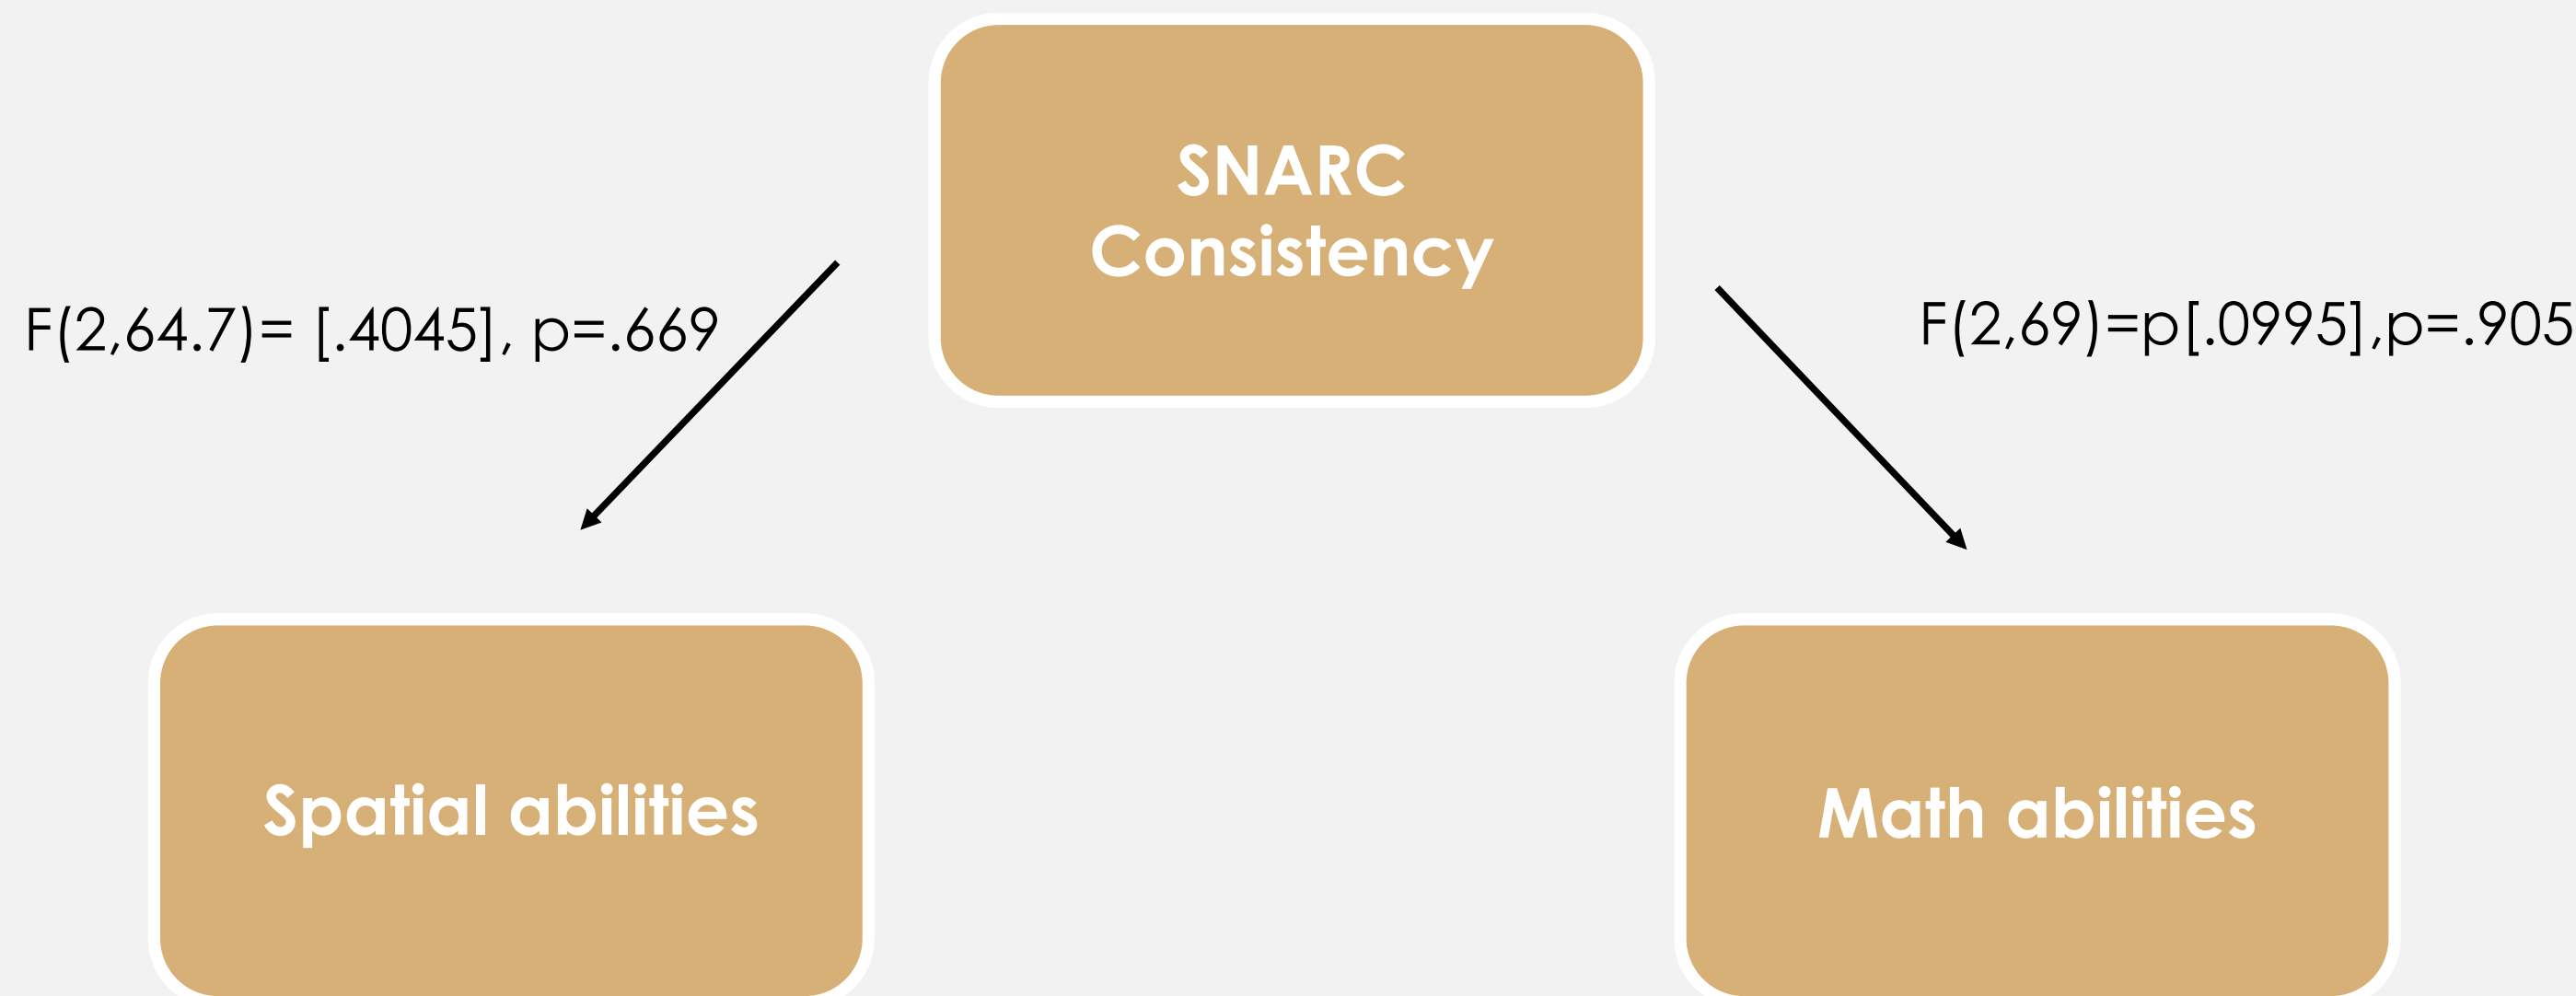 SNARC
Consistency
F(2,64.7)= [.4045], p=.669
F(2,69)=p[.0995],p=.905
Spatial abilities
Math abilities